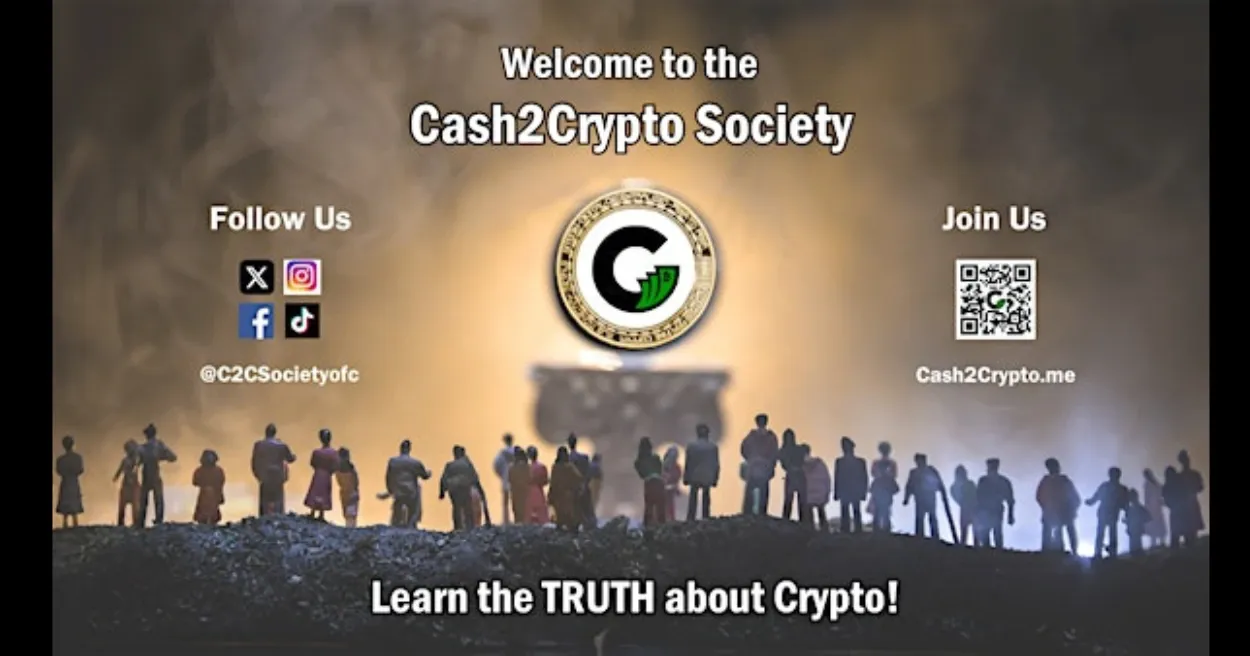 Welcome to the
Cash2Crypto Society
Follow Us
@C2CSocietyofc
Join Us
Cash2Crypto.me
Learn the TRUTH about Crypto!